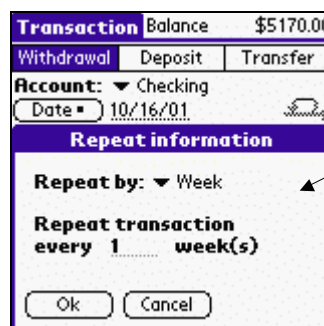 Transaction Balance $5170.00
Withdrawal Deposit Transfer
Account: Checking
Date 10/16/01
Repeat information
Repeat by: Week
Repeat transaction
every 1 week(s)
Ok Cancel